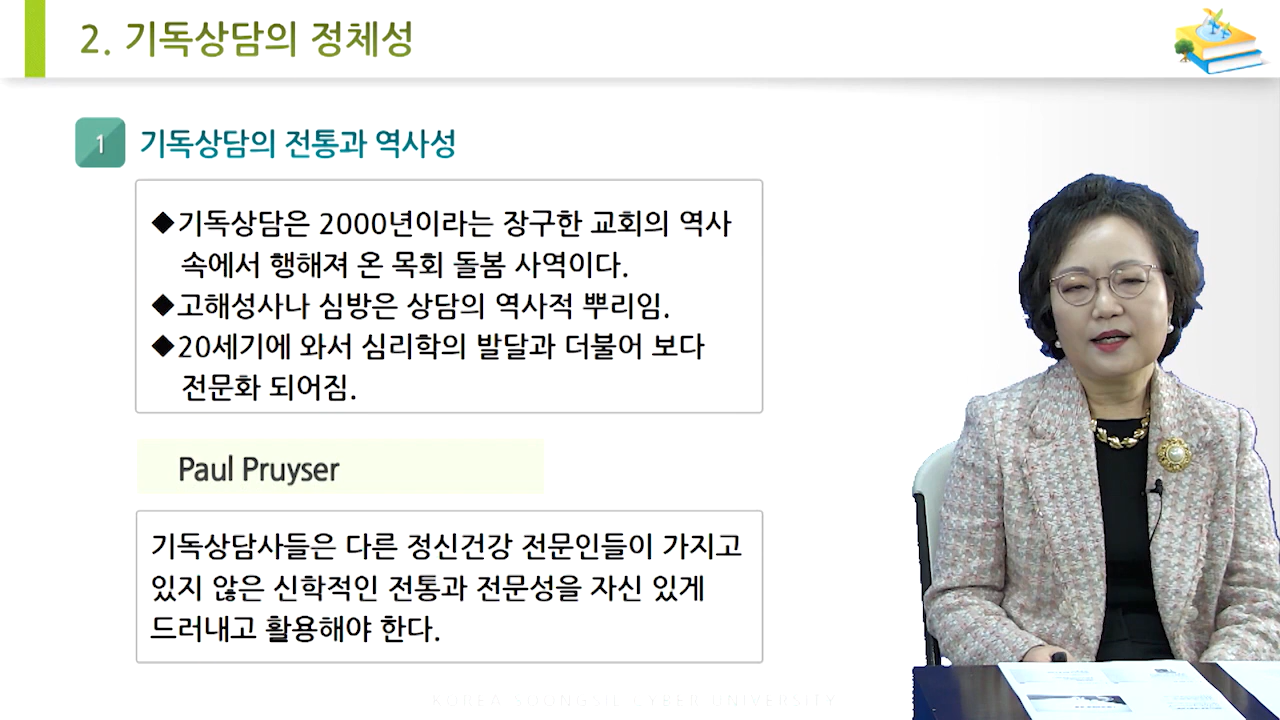 2. 기독상담의 정체성
1 기독상담의 전통과 역사성
◆기독상담은 2000년이라는 장구한 교회의 역사
속에서 행해져 온 목회 돌봄 사역이다.
◆고해성사나 심방은 상담의 역사적 뿌리임.
◆20세기에 와서 심리학의 발달과 더불어 보다
전문화 되어짐.
Paul Pruyser
기독상담사들은 다른 정신건강 전문인들이 가지고
있지 않은 신학적인 전통과 전문성을 자신 있게
드러내고 활용해야 한다.
KOREA SOONGSIL CYBER UNIVERSITY